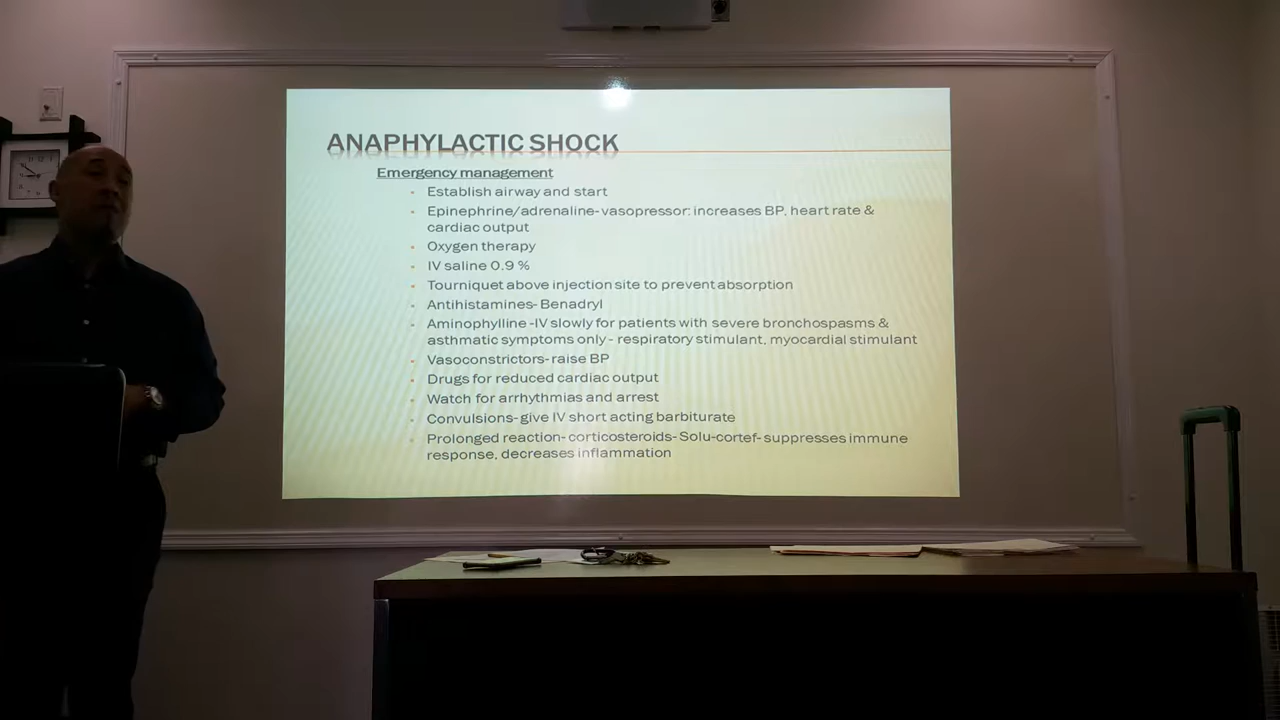 ANAPHYLACTIC SHOCK
Emergency management
Establish airway and start
Epinephrine/adrenaline- vasopressor: increases BP, heart rate &
cardiac output
Oxygen therapy
IV saline 0.9 %
Tourniquet above injection site to prevent absorption
Antihistamines- Benadryl
Aminophylline -IV slowly for patients with severe bronchospasms &
asthmatic symptoms only - respiratory stimulant, myocardial stimulant
Vasoconstrictors- raise BP
Drugs for reduced cardiac output
Watch for arrhythmias and arrest
Convulsions- give IV short acting barbiturate
Prolonged reaction- corticosteroids- Solu-cortef- suppresses immune
response, decreases inflammation